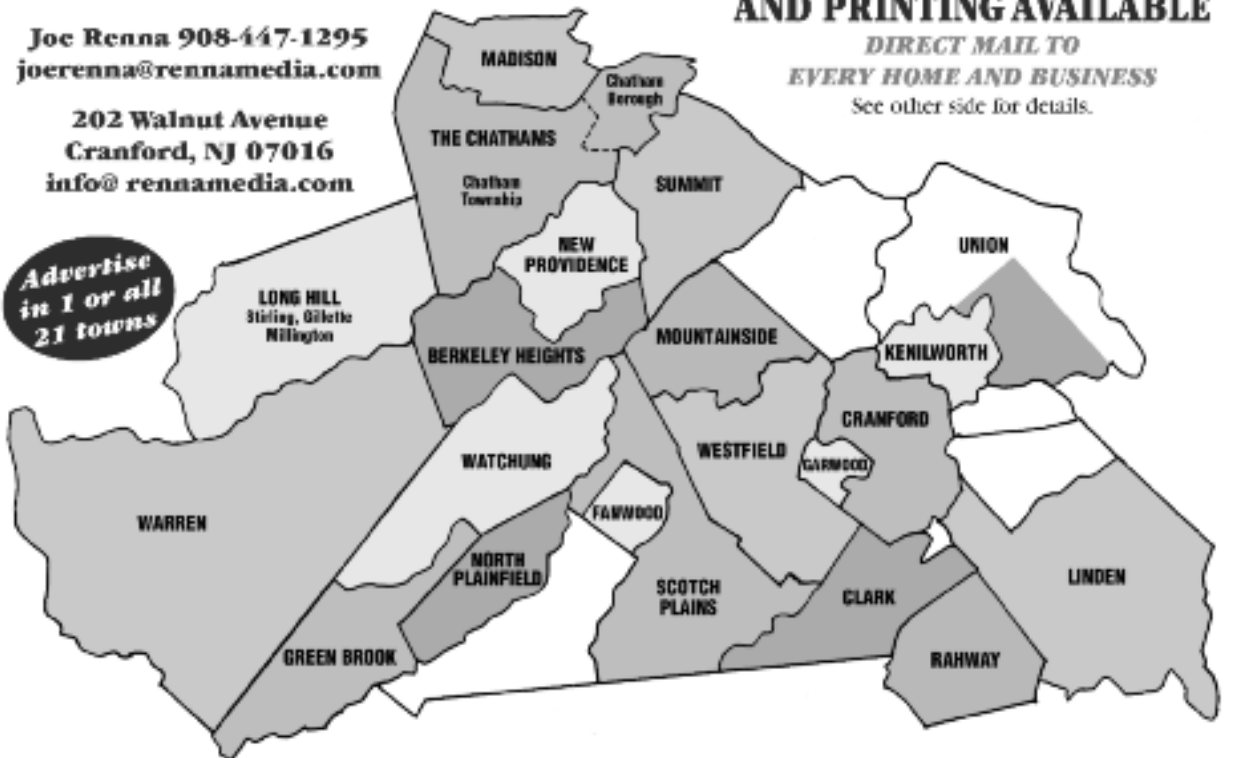 Joe Renna 908-447-1295
joerenna@rennamedia.com
202 Walnut Avenue
Cranford, NJ 07016
info@ rennamedia.com
AND PRINTING AVAILABLE
DIRECT MAIL TO
EVERY HOME AND BUSINESS
See other side for details.
Advertise
in 1 or all
21 towns
MADISON
Chatham
Borough
THE CHATHAMS
Chatham
Township
SUMMIT
NEW
PROVIDENCE
UNION
LONG HILL
Stirling, Gillette
Millington
BERKELEY HEIGHTS
MOUNTAINSIDE
KENILWORTH
CRANFORD
WESTFIELD
GARWOOD
WATCHUNG
WARREN
FANWOOD
NORTH
PLAINFIELD
SCOTCH
PLAINS
CLARK
LINDEN
GREEN BROOK
RAHWAY